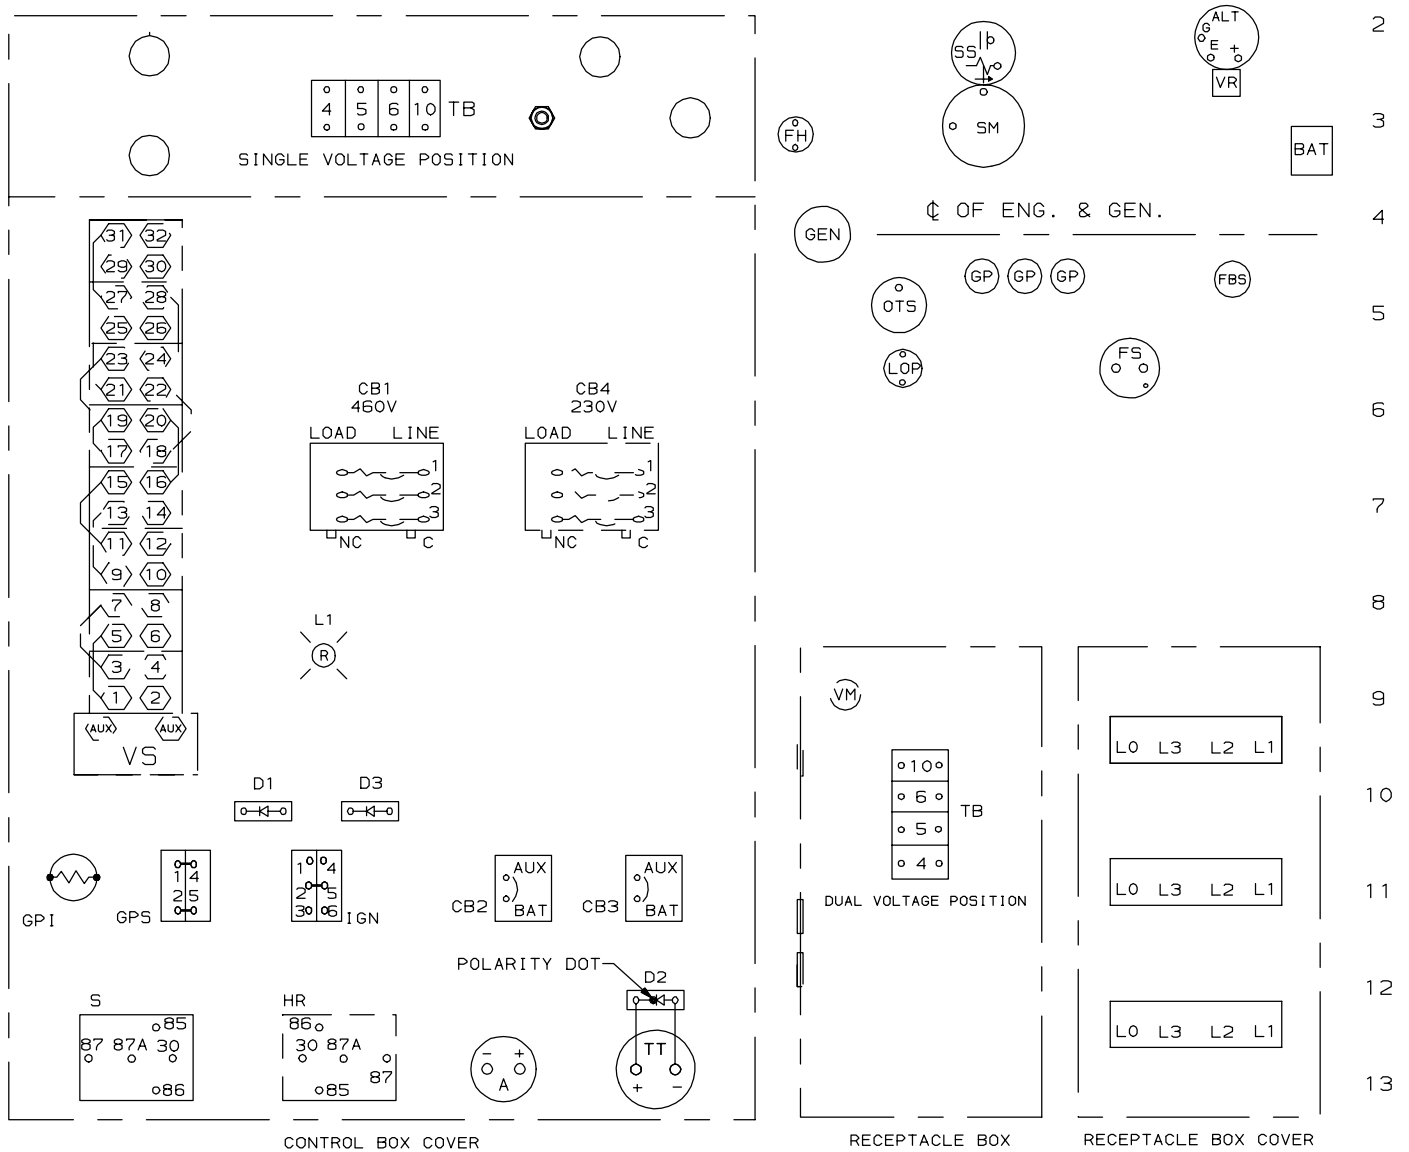 2
ALT
G
E +
VR
SS
SM
FH
BAT
3
4 5 6 10 TB
SINGLE VOLTAGE POSITION
℄ OF ENG. & GEN.
4
GEN
GP GP GP
FBS
OTS
5
LOP
FS
31 32
29 30
27 28
25 26
23 24
21 22
19 20
17 18
15 16
13 14
11 12
9 10
7 8
5 6
3 4
1 2
AUX AUX
VS
CB1
460V
LOAD LINE
1
2
3
NC C
CB4
230V
LOAD LINE
1
2
3
NC C
6
7
8
L1
R
9
VM
10
6
5
4
TB
DUAL VOLTAGE POSITION
L0 L3 L2 L1
L0 L3 L2 L1
L0 L3 L2 L1
10
11
12
13
D1
D3
GPI
GPS
1 4
2 5
1 4
2 5
3 6
IGN
CB2
AUX
BAT
CB3
AUX
BAT
POLARITY DOT
D2
TT
+ -
S
85
87 87A 30
86
HR
86
30 87A
87
85
- +
A
CONTROL BOX COVER
RECEPTACLE BOX
RECEPTACLE BOX COVER